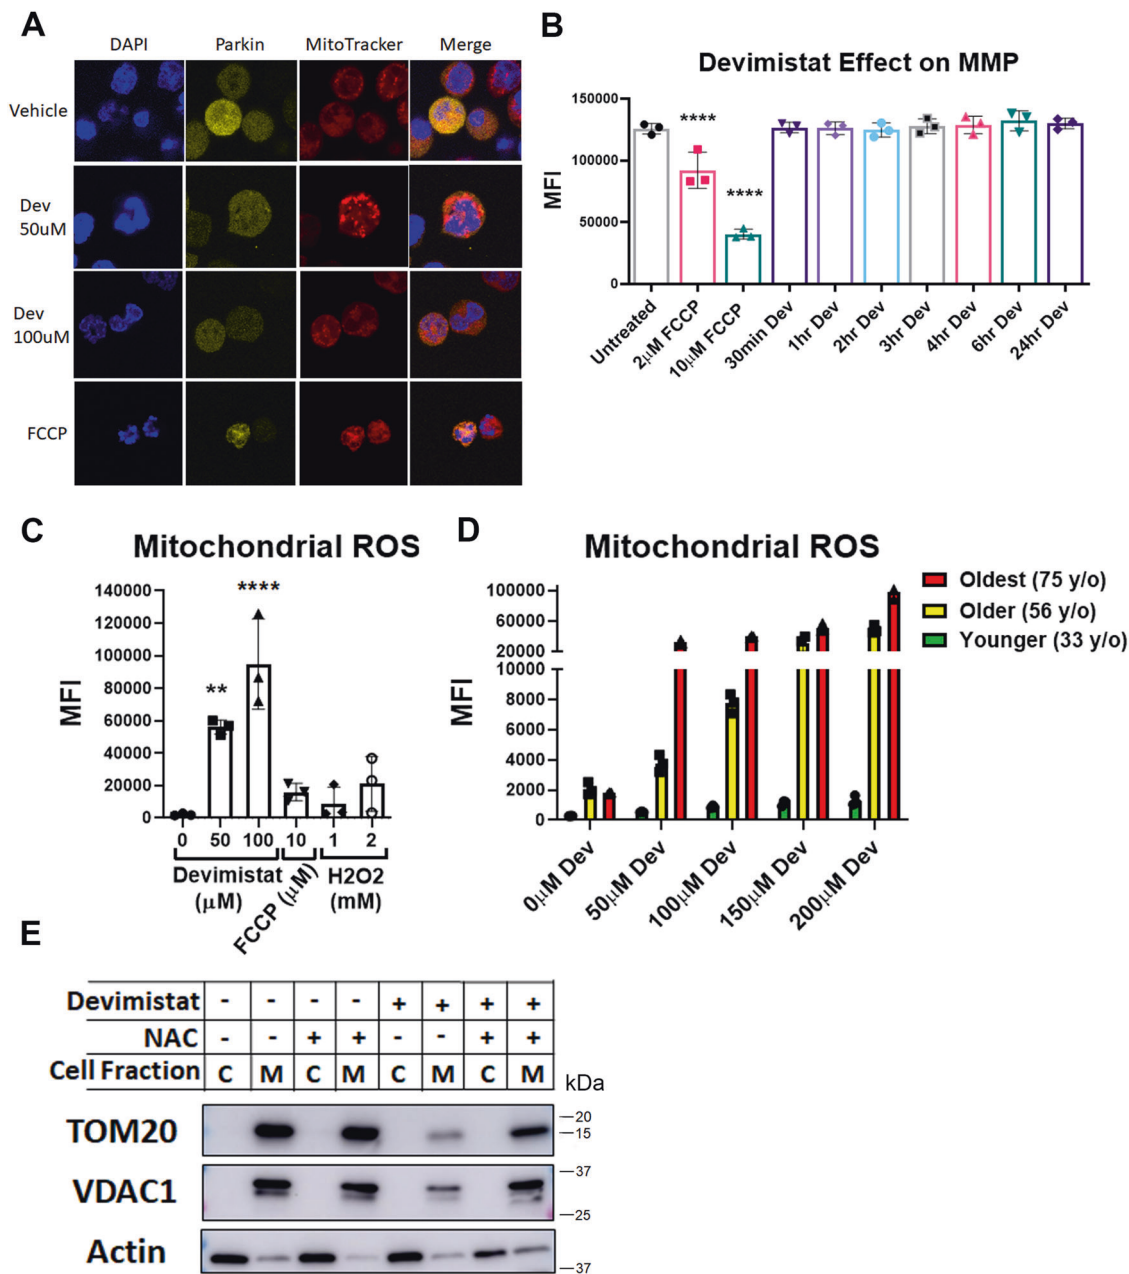 A
DAPI Parkin MitoTracker Merge
Vehicle
Dev
50uM
Dev
100uM
FCCP
B
Devimistat Effect on MMP
MFI
150000
100000
50000
0
**** ****
Untreated
2μM FCCP
10μM FCCP
30min Dev
1hr Dev
2hr Dev
3hr Dev
4hr Dev
6hr Dev
24hr Dev
C
Mitochondrial ROS
MFI
140000
120000
100000
80000
60000
40000
20000
0
** ****
0 50 100 10 1 2
Devimistat
(μM)
FCCP (μM)
H2O2
(mM)
D
Mitochondrial ROS
MFI
100000
60000
20000
10000
8000
6000
4000
2000
0
0μM Dev
50μM Dev
100μM Dev
150μM Dev
200μM Dev
Oldest (75 y/o)
Older (56 y/o)
Younger (33 y/o)
E
Devimistat - - - - + + + +
NAC - - + + - - + +
Cell Fraction C M C M C M C M
kDa
TOM20
20
15
VDAC1
37
25
Actin
37